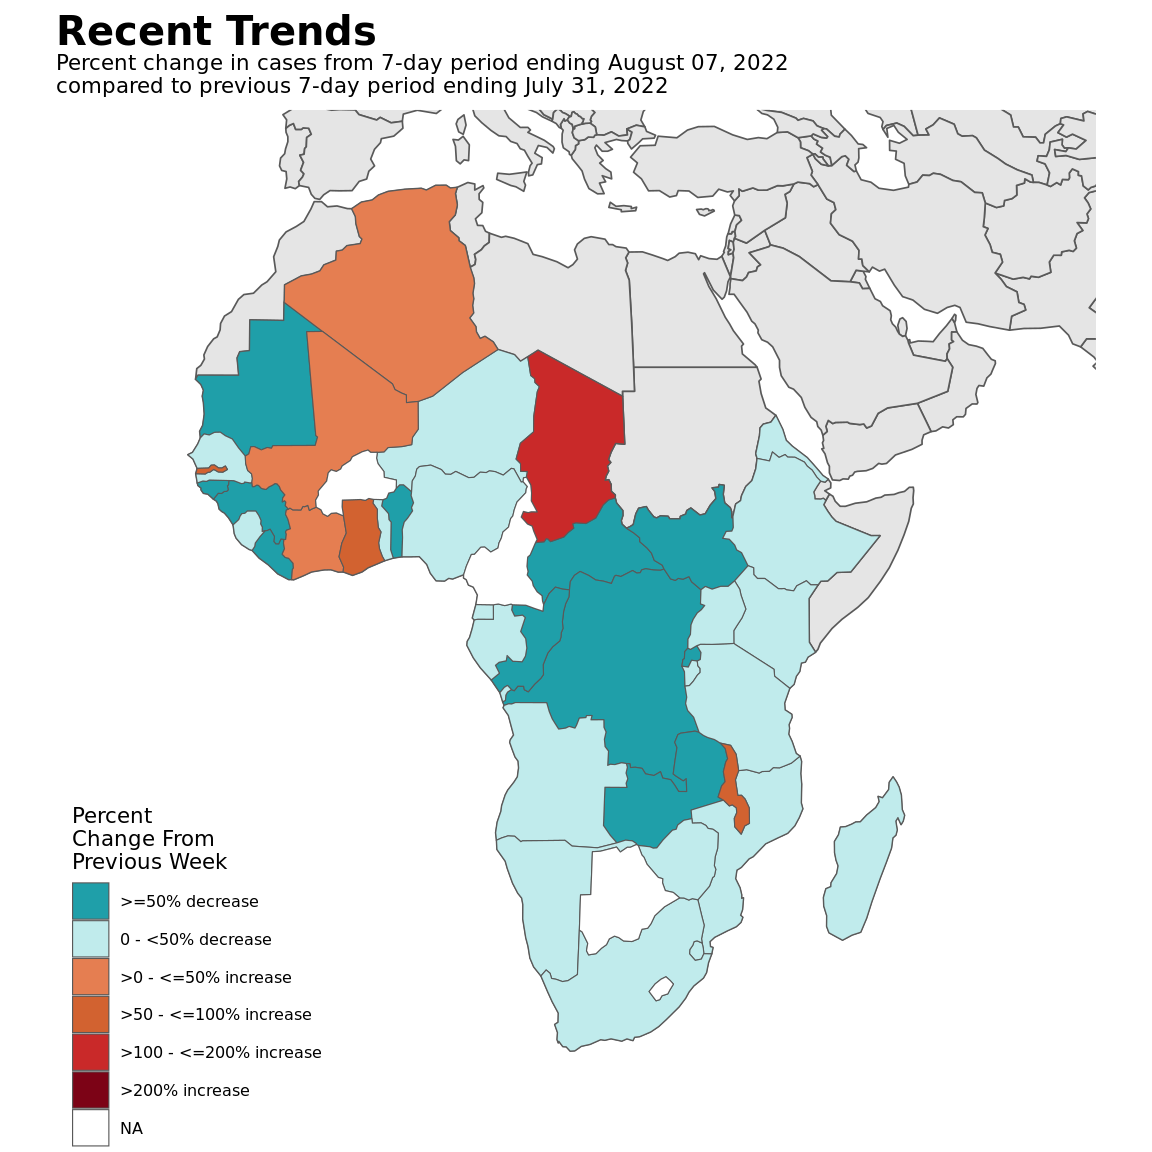 Recent Trends
Percent change in cases from 7-day period ending August 07, 2022
compared to previous 7-day period ending July 31, 2022
Percent
Change From
Previous Week
>=50% decrease
0 - <50% decrease
>0 - <=50% increase
>50 - <=100% increase
>100 - <=200% increase
>200% increase
NA